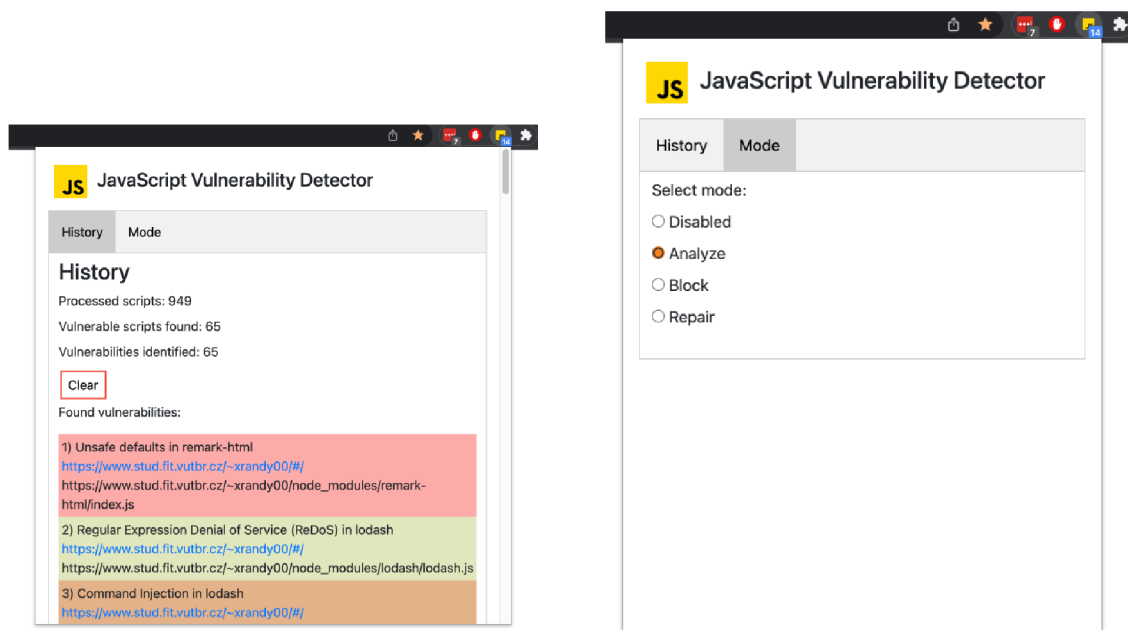 7
14
JS JavaScript Vulnerability Detector
History Mode
History
Processed scripts: 949
Vulnerable scripts found: 65
Vulnerabilities identified: 65
Clear
Found vulnerabilities:
1) Unsafe defaults in remark-html
https://www.stud.fit.vutbr.cz/~xrandy00/#/
https://www.stud.fit.vutbr.cz/~xrandy00/node_modules/remark-
html/index.js
2) Regular Expression Denial of Service (ReDoS) in lodash
https://www.stud.fit.vutbr.cz/~xrandy00/#/
https://www.stud.fit.vutbr.cz/~xrandy00/node_modules/lodash/lodash.js
3) Command Injection in lodash
https://www.stud.fit.vutbr.cz/~xrandy00/#/
7
14
JS JavaScript Vulnerability Detector
History Mode
Select mode:
Disabled
Analyze
Block
Repair